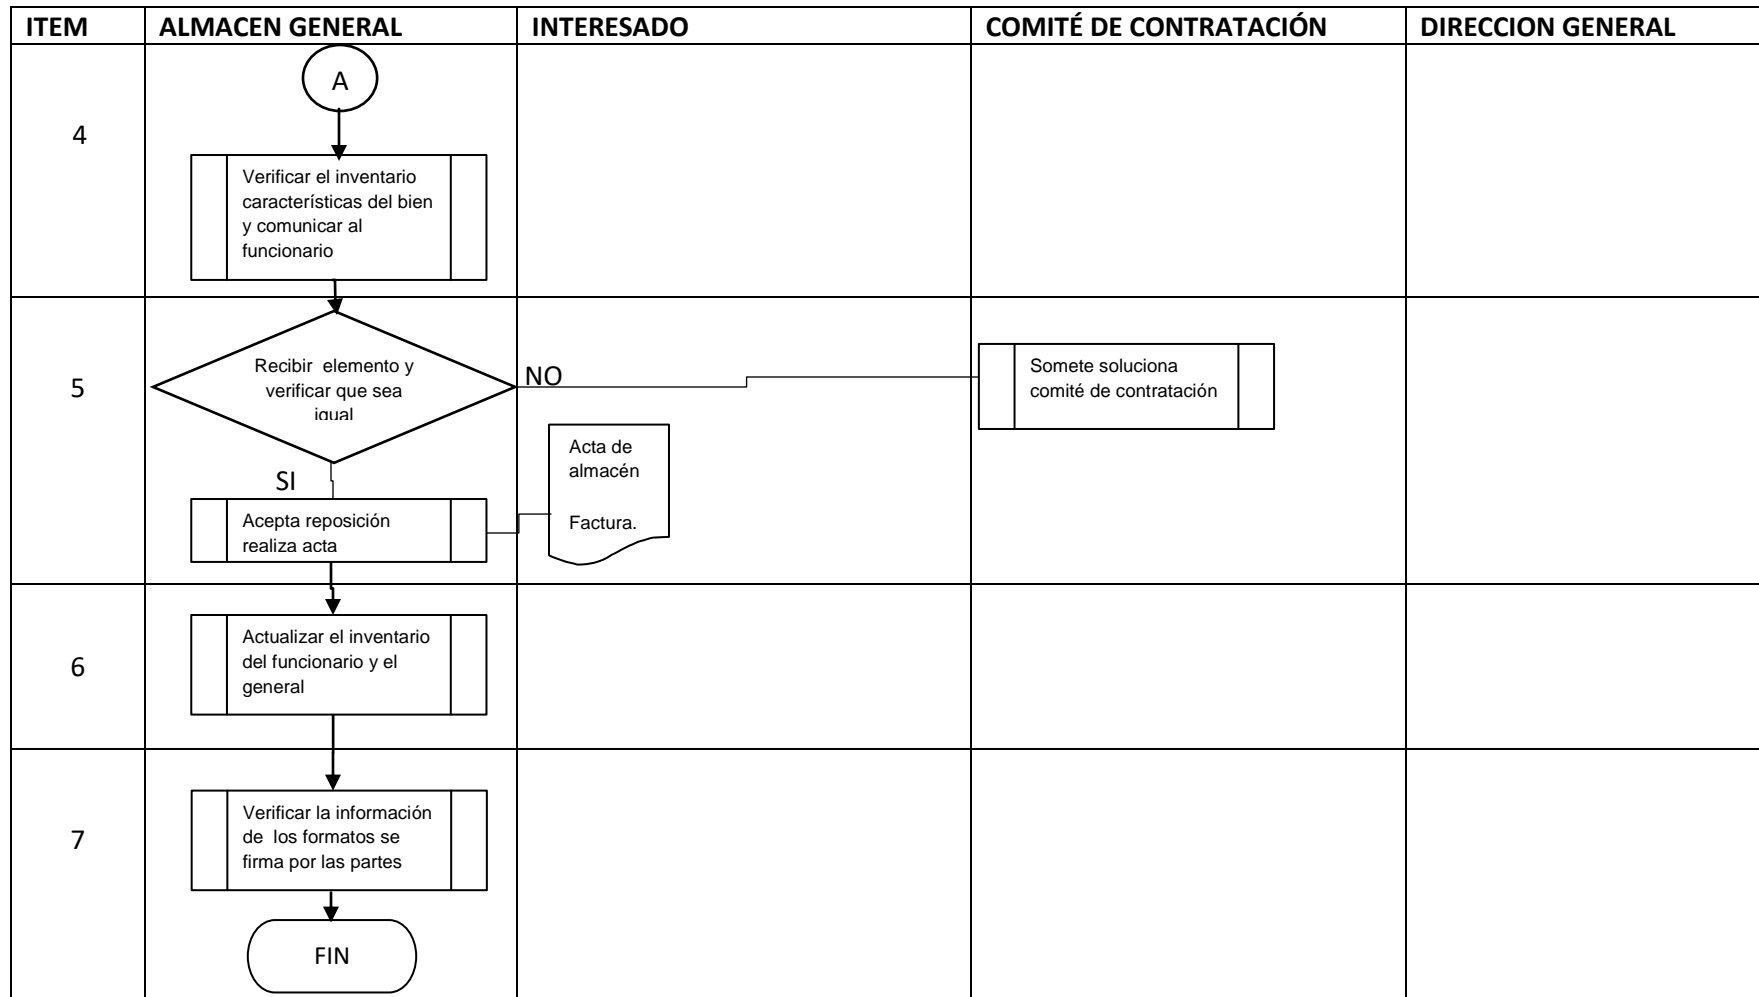 ITEM ALMACEN GENERAL INTERESADO COMITÉ DE CONTRATACIÓN DIRECCION GENERAL
A
4
Verificar el inventario
características del bien
y comunicar al
funcionario
5
Recibir elemento y
verificar que sea
igual
NO
Somete soluciona
comité de contratación
SI
Acepta reposición
realiza acta
Acta de
almacén
Factura.
6
Actualizar el inventario
del funcionario y el
general
7
Verificar la información
de los formatos se
firma por las partes
FIN